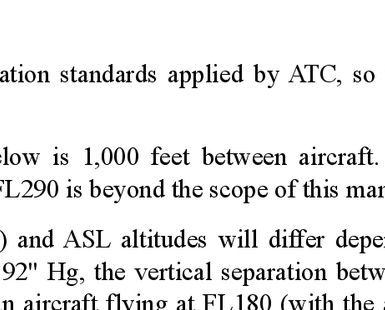 ation standards applied by ATC, so
elow is 1,000 feet between aircraft.
FL290 is beyond the scope of this man
) and ASL altitudes will differ depe
92" Hg, the vertical separation betw
n aircraft flying at FL180 (with the a